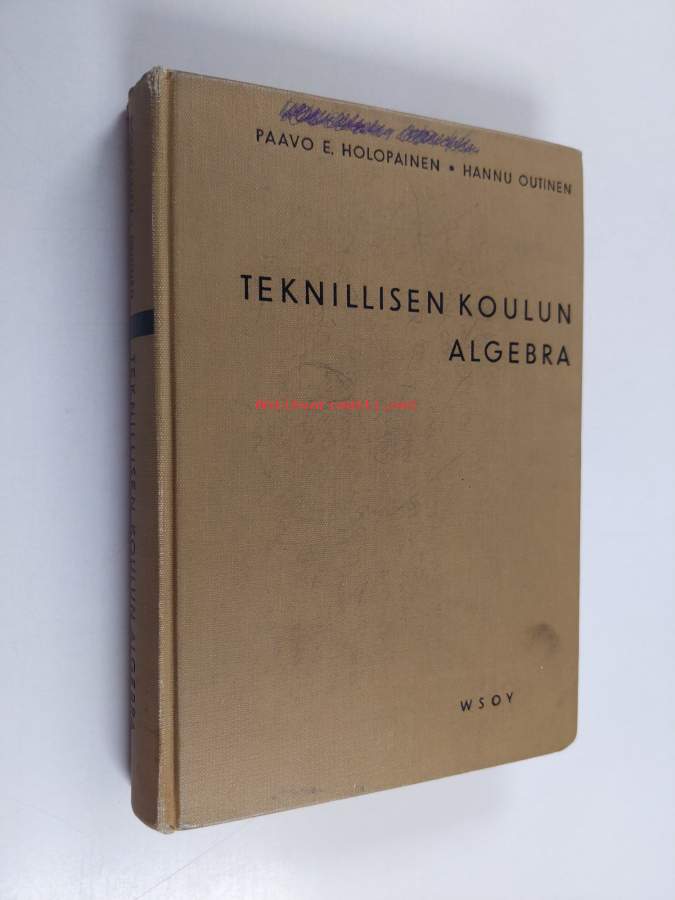 PAAVO E. HOLOPAINEN • HANNU OUTINEN
TEKNILLISEN KOULUN
ALGEBRA
WSOY
TEKNILLISEN KOULUN ALGEBRA